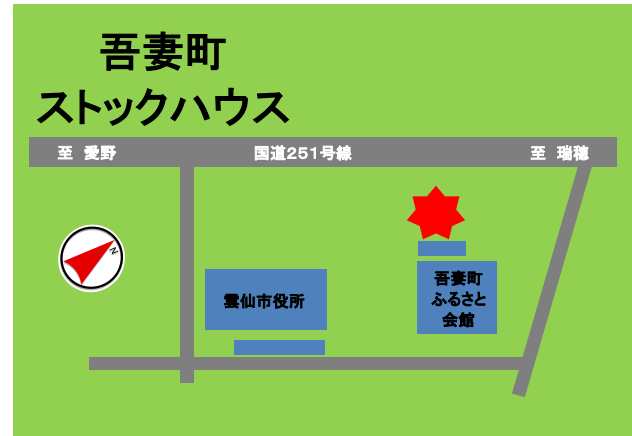 吾妻町
ストックハウス
至 愛野
国道251号線
至 瑞穂
N
雲仙市役所
吾妻町
ふるさと
会館